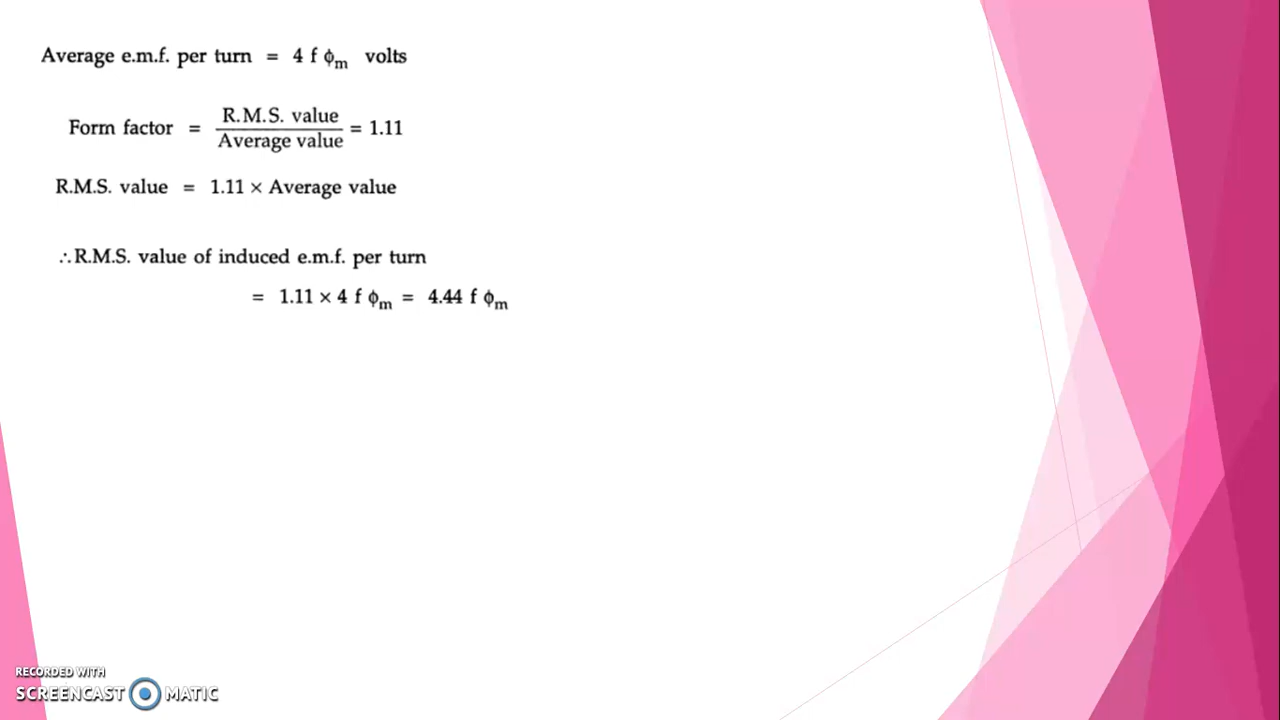 Average e.m.f. per turn = 4 f ϕm volts
Form factor = R.M.S. value / Average value = 1.11
R.M.S. value = 1.11 × Average value
∴ R.M.S. value of induced e.m.f. per turn
= 1.11 × 4 f ϕm = 4.44 f ϕm
RECORDED WITH
SCREENCAST MATIC